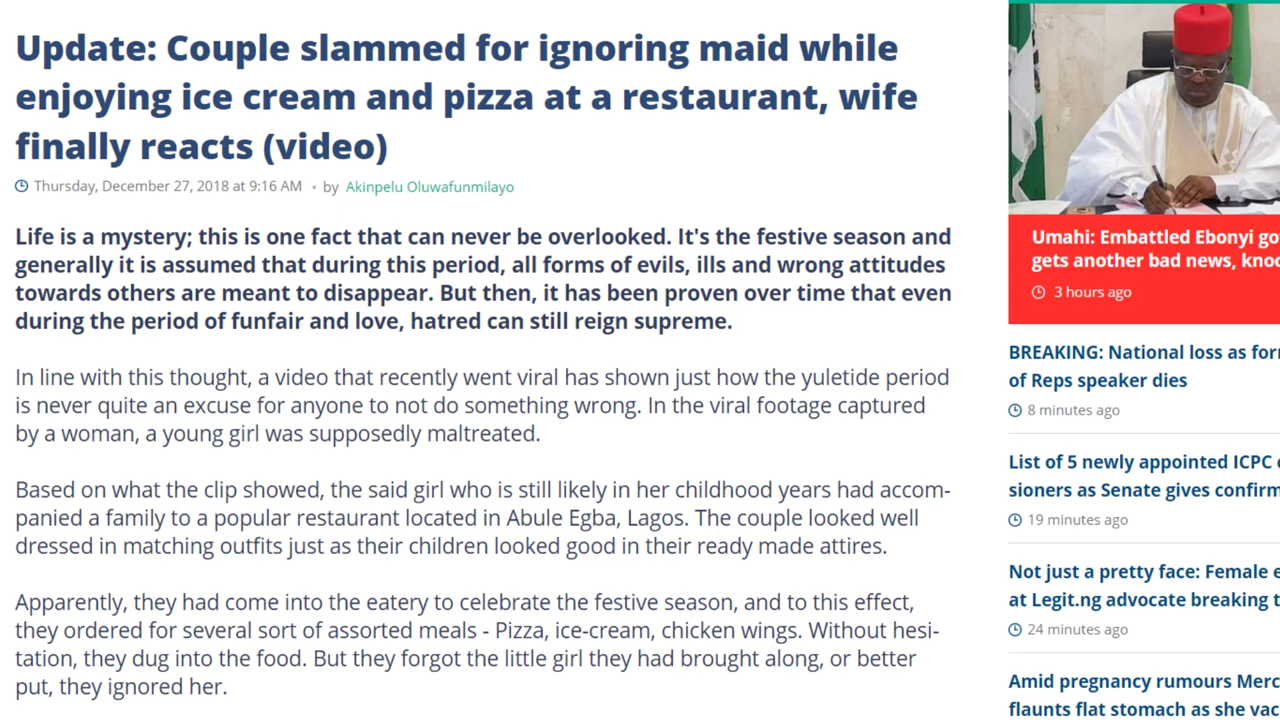 Update: Couple slammed for ignoring maid while
enjoying ice cream and pizza at a restaurant, wife
finally reacts (video)
Thursday, December 27, 2018 at 9:16 AM • by Akinpelu Oluwafunmilayo
Life is a mystery; this is one fact that can never be overlooked. It's the festive season and
generally it is assumed that during this period, all forms of evils, ills and wrong attitudes
towards others are meant to disappear. But then, it has been proven over time that even
during the period of funfair and love, hatred can still reign supreme.
In line with this thought, a video that recently went viral has shown just how the yuletide period
is never quite an excuse for anyone to not do something wrong. In the viral footage captured
by a woman, a young girl was supposedly maltreated.
Based on what the clip showed, the said girl who is still likely in her childhood years had accom-
panied a family to a popular restaurant located in Abule Egba, Lagos. The couple looked well
dressed in matching outfits just as their children looked good in their ready made attires.
Apparently, they had come into the eatery to celebrate the festive season, and to this effect,
they ordered for several sort of assorted meals - Pizza, ice-cream, chicken wings. Without hesi-
tation, they dug into the food. But they forgot the little girl they had brought along, or better
put, they ignored her.
Umahi: Embattled Ebonyi go
gets another bad news, kno
3 hours ago
BREAKING: National loss as for
of Reps speaker dies
8 minutes ago
List of 5 newly appointed ICPC
sioners as Senate gives confirm
19 minutes ago
Not just a pretty face: Female
at Legit.ng advocate breaking
24 minutes ago
Amid pregnancy rumours Merc
flaunts flat stomach as she vac